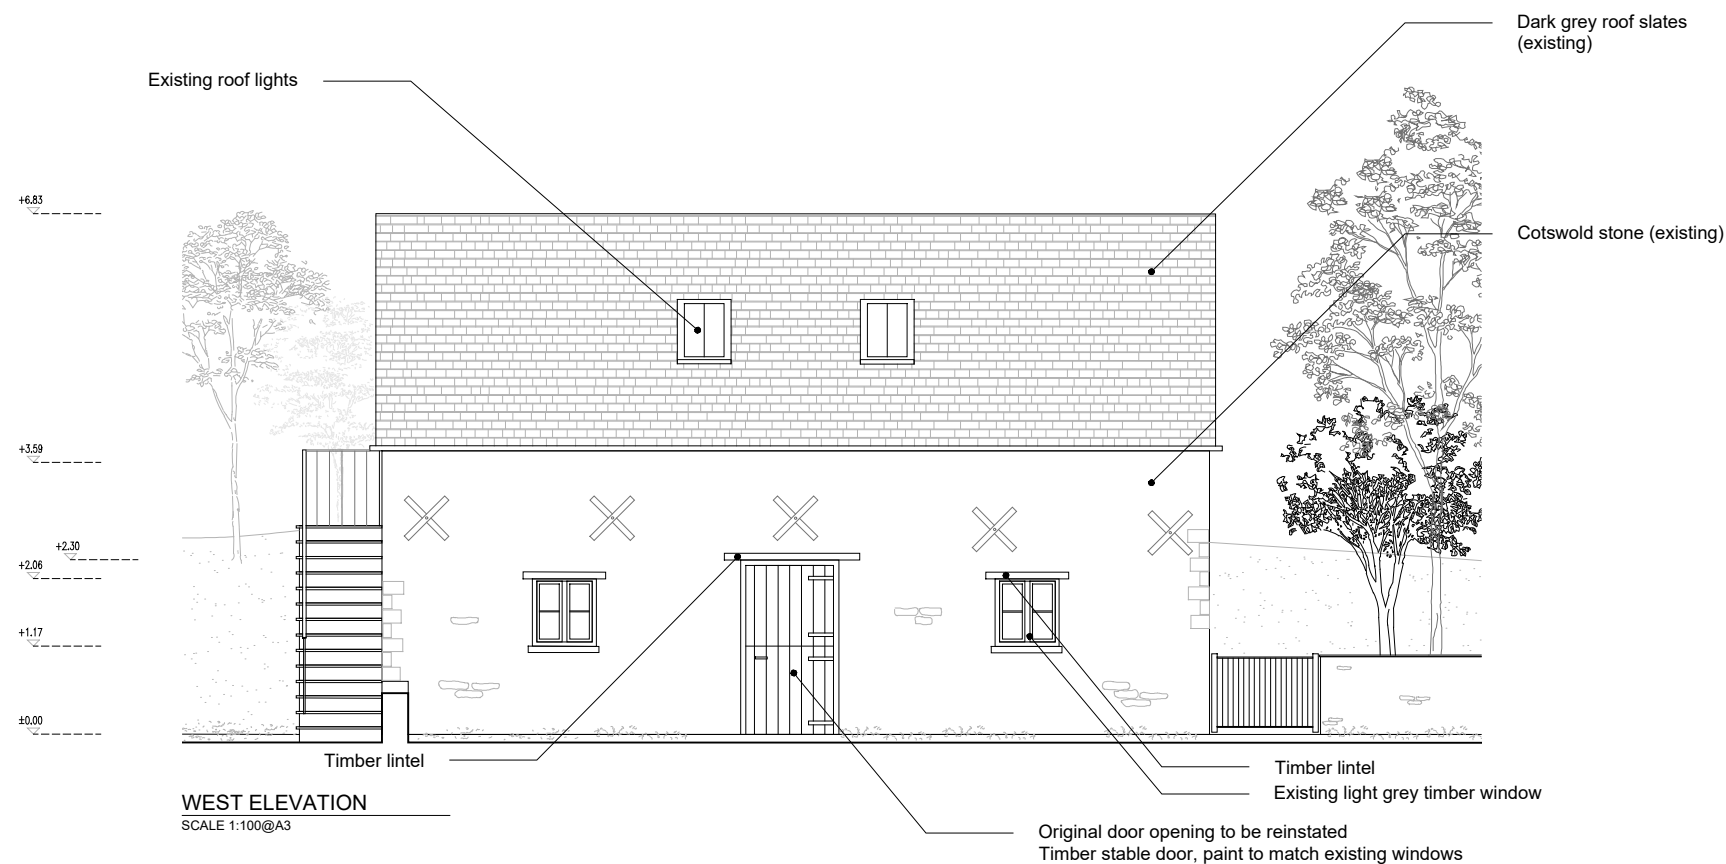 Dark grey roof slates
(existing)
Existing roof lights
+6.83
Cotswold stone (existing)
+3.59
+2.30
+2.06
+1.17
±0.00
Timber lintel
Timber lintel
Existing light grey timber window
WEST ELEVATION
SCALE 1:100@A3
Original door opening to be reinstated
Timber stable door, paint to match existing windows